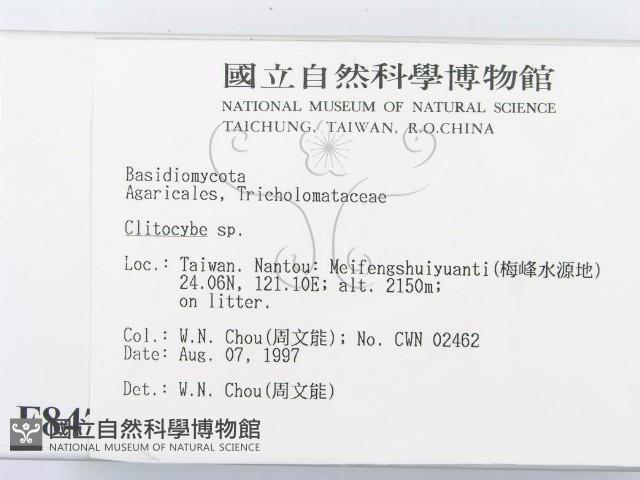 國立自然科學博物館
NATIONAL MUSEUM OF NATURAL SCIENCE
TAICHUNG, TAIWAN, R.O.CHINA
Basidiomycota
Agaricales, Tricholomataceae
Clitocybe sp.
Loc.: Taiwan. Nantou: Meifengshuiyuanti(梅峰水源地)
24.06N, 121.10E; alt. 2150m;
on litter.
Col.: W.N. Chou(周文能); No. CWN 02462
Date: Aug. 07, 1997
Det.: W.N. Chou(周文能)
國立自然科學博物館
NATIONAL MUSEUM OF NATURAL SCIENCE